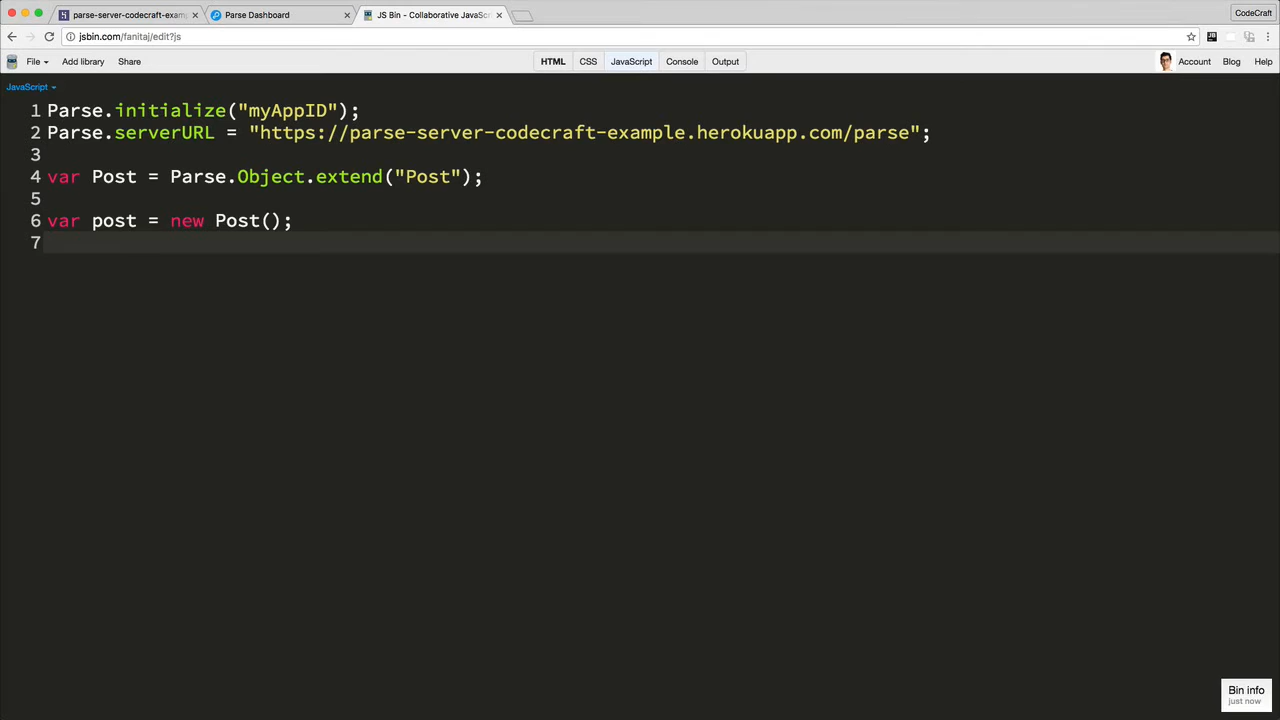 parse-server-codecraft-exam
Parse Dashboard
JS Bin - Collaborative JavaSc
CodeCraft
jsbin.com/fanitaj/edit?js
File Add library Share HTML CSS JavaScript Console Output Account Blog Help
JavaScript
1 Parse.initialize("myAppID");
2 Parse.serverURL = "https://parse-server-codecraft-example.herokuapp.com/parse";
3
4 var Post = Parse.Object.extend("Post");
5
6 var post = new Post();
7
Bin info
just now